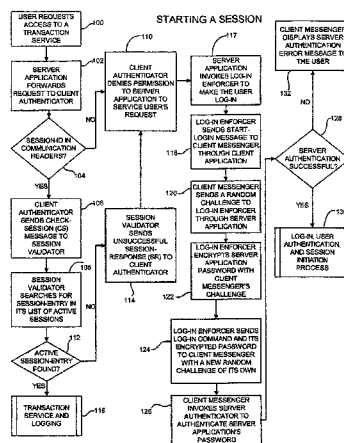 STARTING A SESSION
USER REQUESTS
ACCESS TO A
TRANSACTION
SERVICE
100
SERVER
APPLICATION
FORWARDS
REQUEST TO CLIENT
AUTHENTICATOR
102
SESSION-ID IN
COMMUNICATION
HEADERS?
104
NO
YES
CLIENT
AUTHENTICATOR
SENDS CHECK-
SESSION (CS)
MESSAGE TO
SESSION
VALIDATOR
106
SESSION
VALIDATOR
SEARCHES FOR
SESSION-ENTRY IN
ITS LIST OF ACTIVE
SESSIONS
108
ACTIVE
SESSION-ENTRY
FOUND?
112
NO
YES
TRANSACTION
SERVICE AND
LOGGING
116
110
CLIENT
AUTHENTICATOR
DENIES PERMISSION
TO SERVER
APPLICATION TO
SERVICE USER'S
REQUEST
SESSION
VALIDATOR
SENDS
UNSUCCESSFUL
SESSION-
RESPONSE (SR) TO
CLIENT
AUTHENTICATOR
114
117
SERVER
APPLICATION
INVOKES LOG-IN
ENFORCER TO
MAKE THE USER
LOG-IN
LOG-IN ENFORCER
SENDS START-
LOGIN MESSAGE TO
CLIENT MESSENGER
THROUGH CLIENT
APPLICATION
118
CLIENT MESSENGER
SENDS A RANDOM
CHALLENGE TO
LOG-IN ENFORCER
THROUGH SERVER
APPLICATION
120
LOG-IN ENFORCER
ENCRYPTS SERVER
APPLICATION
PASSWORD WITH
CLIENT
MESSENGER'S
CHALLENGE
122
LOG-IN ENFORCER SENDS
LOG-IN COMMAND AND ITS
ENCRYPTED PASSWORD
TO CLIENT MESSENGER
WITH A NEW RANDOM
CHALLENGE OF ITS OWN
124
CLIENT MESSENGER
INVOKES SERVER
AUTHENTICATOR TO
AUTHENTICATE SERVER
APPLICATION'S
PASSWORD
126
CLIENT MESSENGER
DISPLAYS SERVER
AUTHENTICATION
ERROR MESSAGE TO
THE USER
132
NO
128
SERVER
AUTHENTICATION
SUCCESSFUL?
YES
LOG-IN, USER
AUTHENTICATION,
AND SESSION
INITIATION
PROCESS